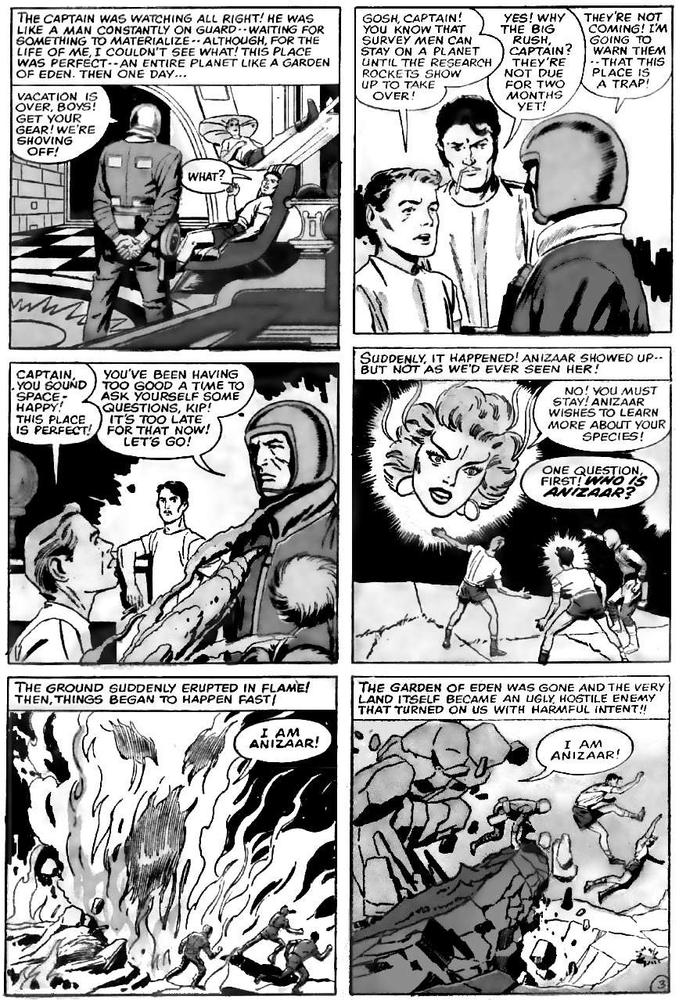 THE CAPTAIN WAS WATCHING ALL RIGHT! HE WAS
LIKE A MAN CONSTANTLY ON GUARD--WAITING FOR
SOMETHING TO MATERIALIZE--ALTHOUGH, FOR THE
LIFE OF ME, I COULDN'T SEE WHAT! THIS PLACE
WAS PERFECT--AN ENTIRE PLANET LIKE A GARDEN
OF EDEN. THEN ONE DAY...
VACATION IS
OVER, BOYS!
GET YOUR
GEAR! WE'RE
SHOVING
OFF!
WHAT?
GOSH, CAPTAIN!
YOU KNOW THAT
SURVEY MEN CAN
STAY ON A PLANET
UNTIL THE RESEARCH
ROCKETS SHOW
UP TO TAKE
OVER!
YES! WHY
THE BIG
RUSH,
CAPTAIN?
THEY'RE
NOT DUE
FOR TWO
MONTHS
YET!
THEY'RE NOT
COMING! I'M
GOING TO
WARN THEM
--THAT THIS
PLACE IS
A TRAP!
CAPTAIN,
YOU SOUND
SPACE-
HAPPY!
THIS PLACE
IS PERFECT!
YOU'VE BEEN HAVING
TOO GOOD A TIME TO
ASK YOURSELF SOME
QUESTIONS, KIP!
IT'S TOO LATE
FOR THAT NOW!
LET'S GO!
SUDDENLY, IT HAPPENED! ANIZAAR SHOWED UP--
BUT NOT AS WE'D EVER SEEN HER!
NO! YOU MUST
STAY! ANIZAAR
WISHES TO LEARN
MORE ABOUT YOUR
SPECIES!
ONE QUESTION,
FIRST! WHO IS
ANIZAAR?
THE GROUND SUDDENLY ERUPTED IN FLAME!
THEN, THINGS BEGAN TO HAPPEN FAST!
I AM
ANIZAAR!
THE GARDEN OF EDEN WAS GONE AND THE VERY
LAND ITSELF BECAME AN UGLY, HOSTILE ENEMY
THAT TURNED ON US WITH HARMFUL INTENT!!
I AM
ANIZAAR!
3